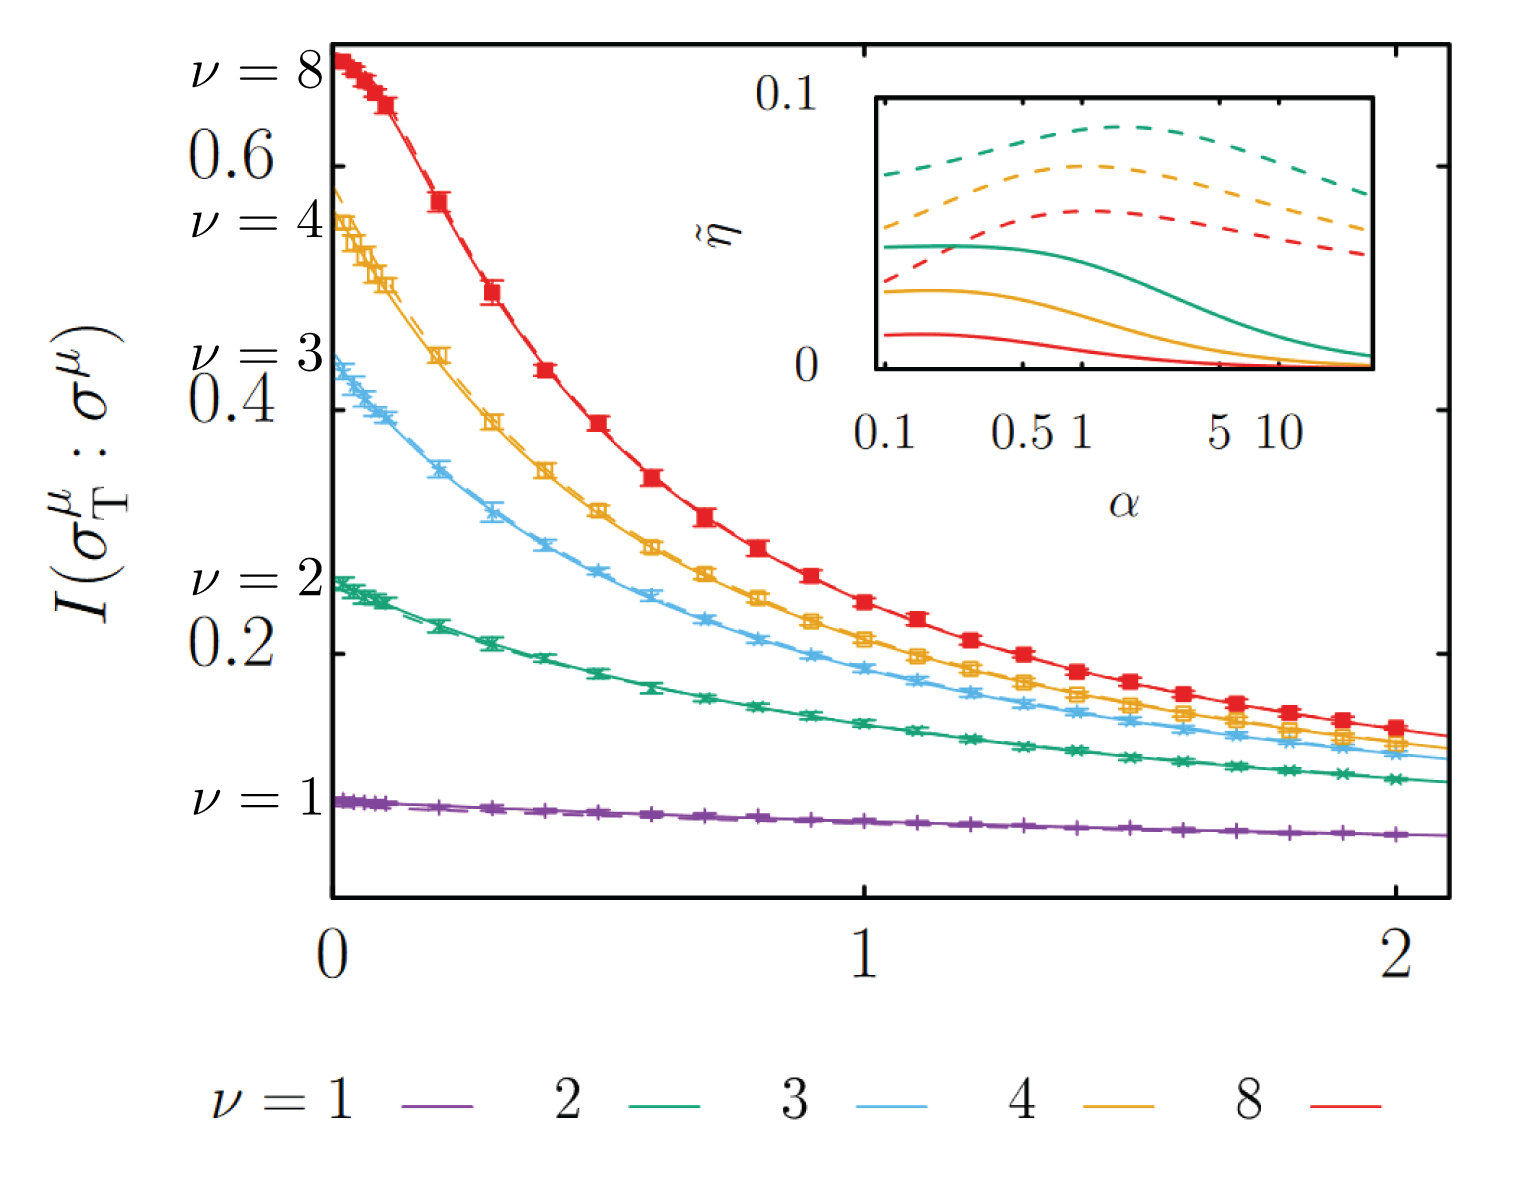 ν = 8
0.6
ν = 4
ν = 3
0.4
ν = 2
0.2
ν = 1
I(σ_T^μ : σ^μ)
0 1 2
0.1
η̃
0
0.1 0.5 1 5 10
α
ν = 1 2 3 4 8